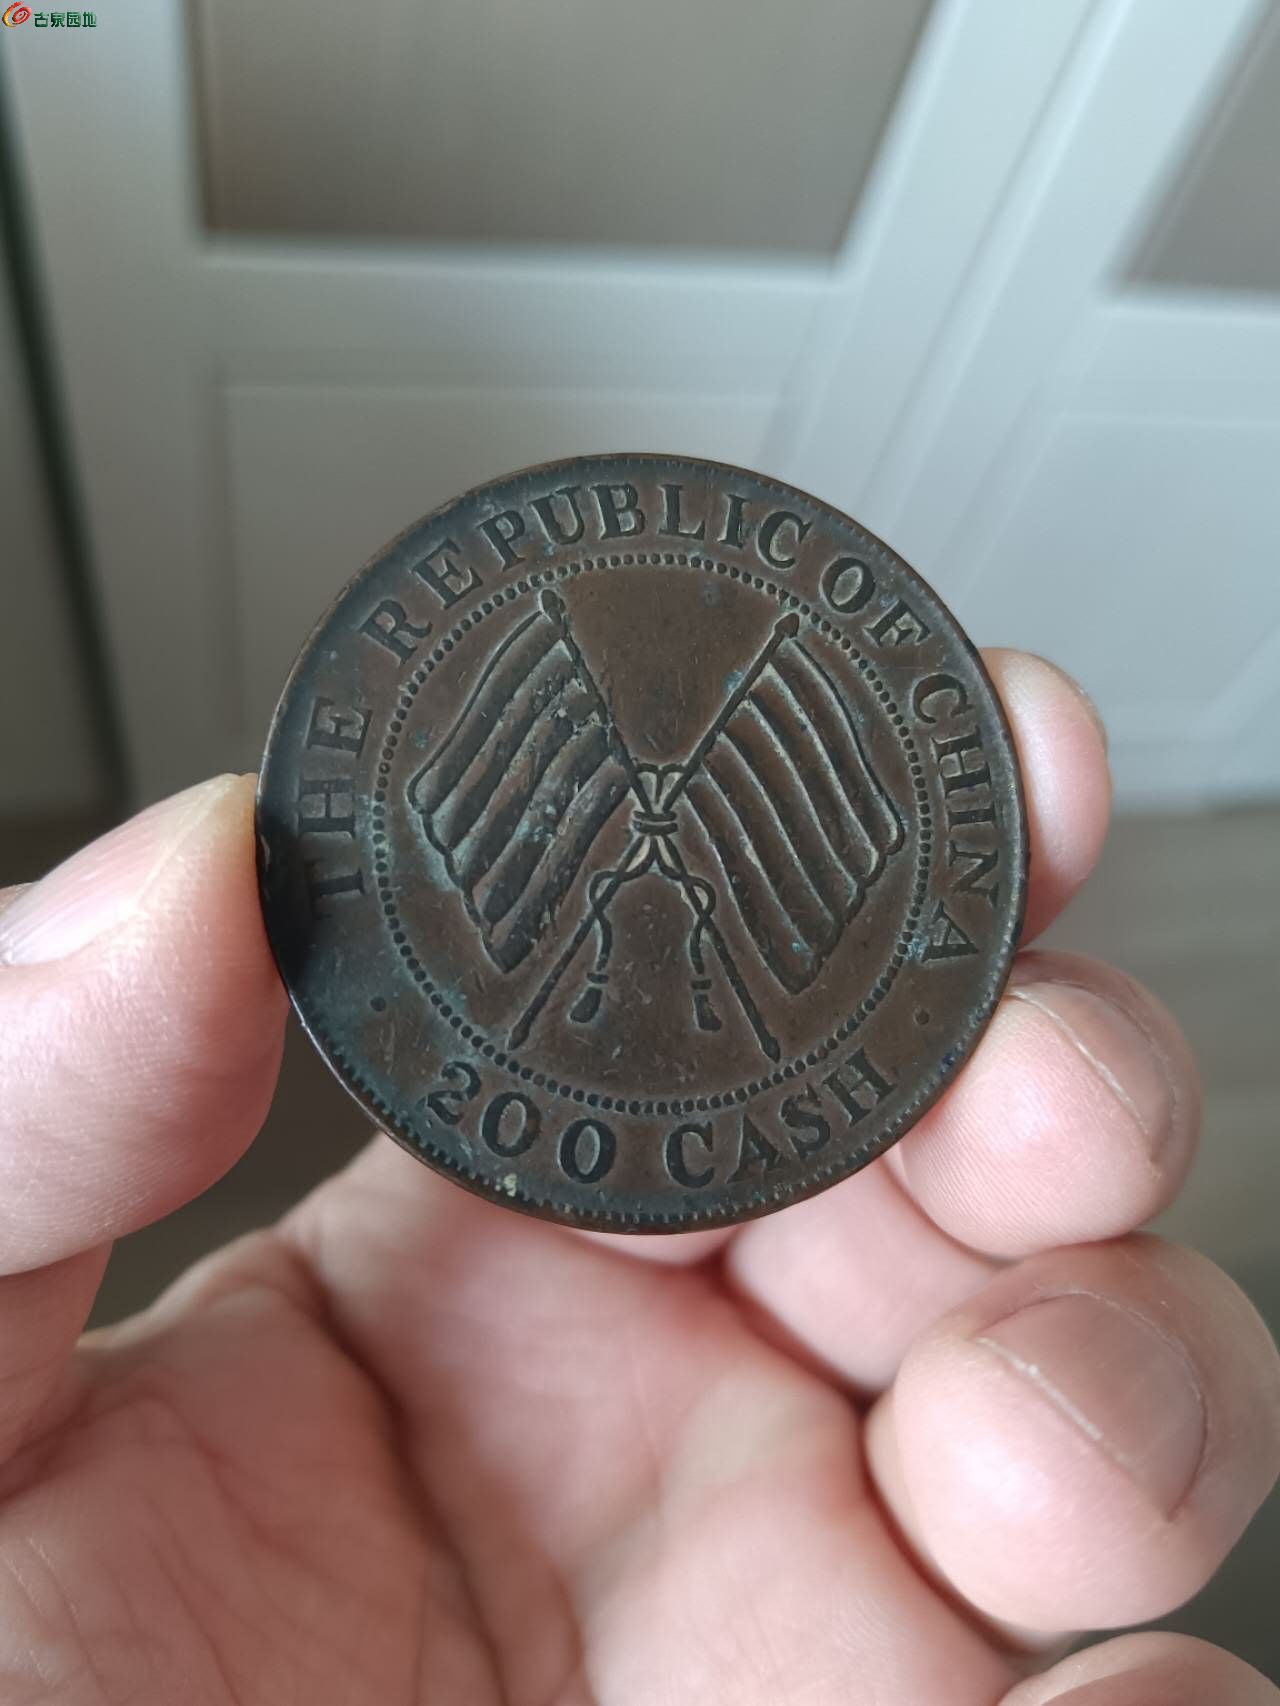 古泉园地
THE REPUBLIC OF CHINA
200 CASH